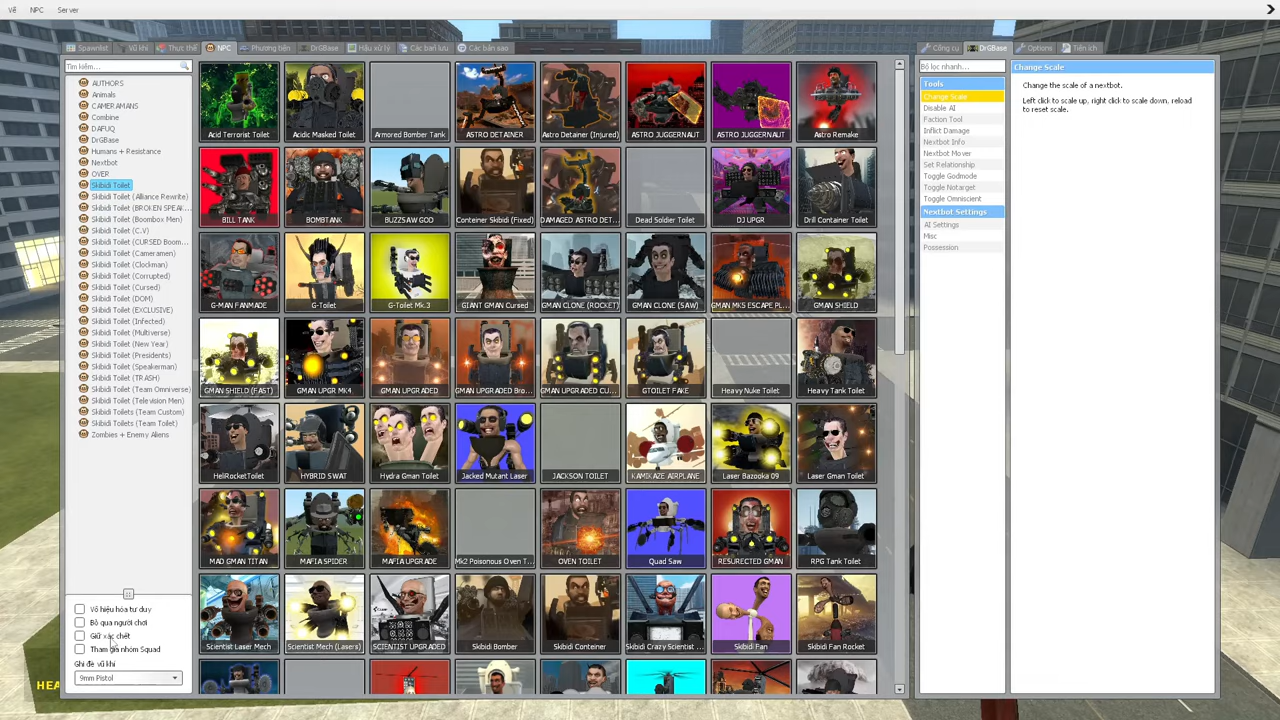 Vẽ NPC Server
Spawnlist Vũ khí Thực thể NPC Phương tiện DrGBase Hậu xử lý Các bản lưu Các bản sao
Công cụ DrGBase Options Tiện ích
Tìm kiếm...
AUTHORS
Animals
CAMERAMANS
Combine
DAFUQ
DrGBase
Humans + Resistance
Nextbot
OVER
Skibidi Toilet
Skibidi Toilet (Alliance Rewrite)
Skibidi Toilet (BROKEN SPEAK...
Skibidi Toilet (Boombox Men)
Skibidi Toilet (C.V)
Skibidi Toilet (CURSED Boom...
Skibidi Toilet (Cameramen)
Skibidi Toilet (Clockman)
Skibidi Toilet (Corrupted)
Skibidi Toilet (Cursed)
Skibidi Toilet (DOM)
Skibidi Toilet (EXCLUSIVE)
Skibidi Toilet (Infected)
Skibidi Toilet (Multiverse)
Skibidi Toilet (New Year)
Skibidi Toilet (Presidents)
Skibidi Toilet (Speakerman)
Skibidi Toilet (TRASH)
Skibidi Toilet (Team Omniverse)
Skibidi Toilet (Television Men)
Skibidi Toilets (Team Custom)
Skibidi Toilets (Team Toilet)
Zombies + Enemy Aliens
Vô hiệu hóa tư duy
Bỏ qua người chơi
Giữ xác chết
Tham gia nhóm Squad
Ghi đè vũ khí
9mm Pistol
Acid Terrorist Toilet Acidic Masked Toilet Armored Bomber Tank ASTRO DETAINER Astro Detainer (Injured) ASTRO JUGGERNAUT ASTRO JUGGERNAUT Astro Remake
BILL TANK BOMBTANK BUZZSAW GOD Conteiner Skibidi (Fixed) DAMAGED ASTRO DET... Dead Soldier Toilet DJ UPGR Drill Container Toilet
G-MAN FANMADE G-Toilet G-Toilet Mk.3 GIANT GMAN Cursed GMAN CLONE (ROCKET) GMAN CLONE (SAW) GMAN MK5 ESCAPE PL... GMAN SHIELD
GMAN SHIELD (FAST) GMAN UPGR MK4 GMAN UPGRADED GMAN UPGRADED Bro... GMAN UPGRADED CU... GTOILET FAKE Heavy Nuke Toilet Heavy Tank Toilet
HeliRocketToilet HYBRID SWAT Hydra Gman Toilet Jacked Mutant Laser JACKSON TOILET KAMIKAZE AIRPLANE Laser Bazooka 09 Laser Gman Toilet
MAD GMAN TITAN MAFIA SPIDER MAFIA UPGRADE Mk2 Poisonous Oven T... OVEN TOILET Quad Saw RESURECTED GMAN RPG Tank Toilet
Scientist Laser Mech Scientist Mech (Lasers) SCIENTIST UPGRADED Skibidi Bomber Skibidi Conteiner Skibidi Crazy Scientist ... Skibidi Fan Skibidi Fan Rocket
Bộ lọc nhanh...
Tools
Change Scale
Disable AI
Faction Tool
Inflict Damage
Nextbot Info
Nextbot Mover
Set Relationship
Toggle Godmode
Toggle Notarget
Toggle Omniscient
Nextbot Settings
AI Settings
Misc
Possession
Change Scale
Change the scale of a nextbot.
Left click to scale up, right click to scale down, reload
to reset scale.
HEA